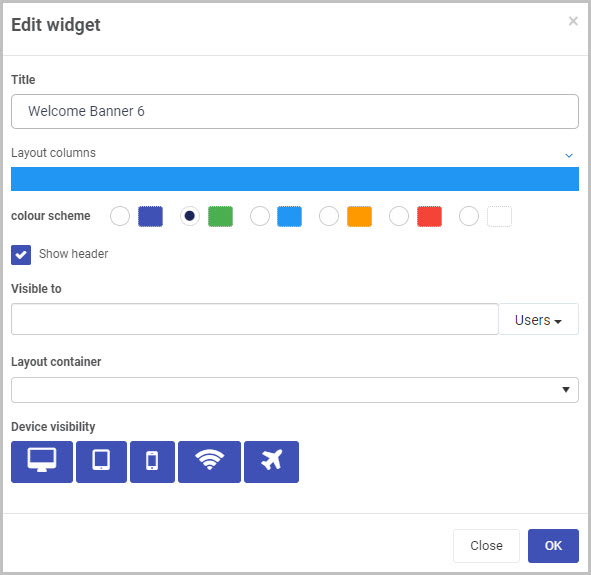 Edit widget
×
Title
Welcome Banner 6
Layout columns
colour scheme
Show header
Visible to
Users
Layout container
Device visibility
Close
OK